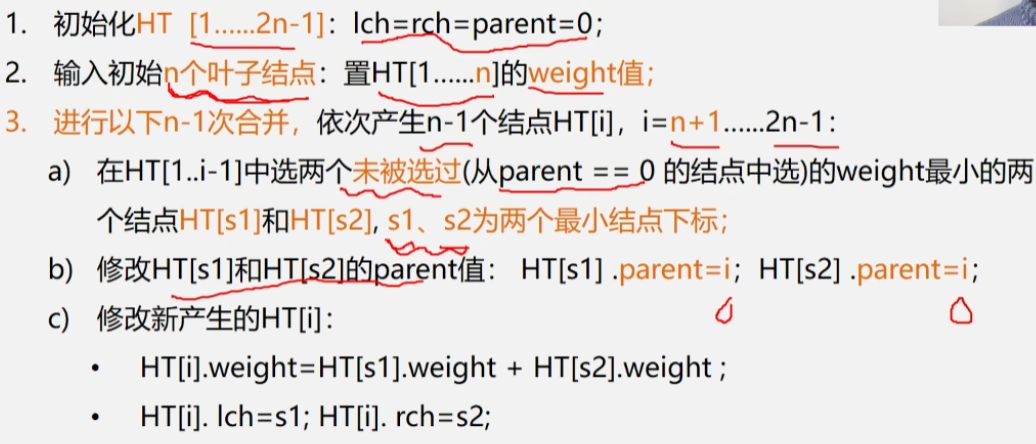 1. 初始化HT [1……2n-1]：lch=rch=parent=0;
2. 输入初始n个叶子结点：置HT[1……n]的weight值;
3. 进行以下n-1次合并，依次产生n-1个结点HT[i]，i=n+1……2n-1：
a) 在HT[1..i-1]中选两个未被选过(从parent == 0 的结点中选)的weight最小的两
个结点HT[s1]和HT[s2], s1、s2为两个最小结点下标;
b) 修改HT[s1]和HT[s2]的parent值： HT[s1] .parent=i; HT[s2] .parent=i;
c) 修改新产生的HT[i]：
• HT[i].weight=HT[s1].weight + HT[s2].weight ;
• HT[i]. lch=s1; HT[i]. rch=s2;